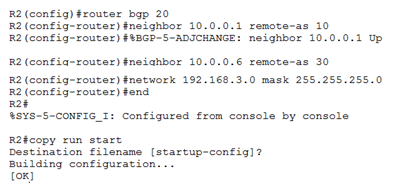 R2(config)#router bgp 20
R2(config-router)#neighbor 10.0.0.1 remote-as 10
R2(config-router)#%BGP-5-ADJCHANGE: neighbor 10.0.0.1 Up
R2(config-router)#neighbor 10.0.0.6 remote-as 30
R2(config-router)#network 192.168.3.0 mask 255.255.255.0
R2(config-router)#end
R2#
%SYS-5-CONFIG_I: Configured from console by console
R2#copy run start
Destination filename [startup-config]?
Building configuration...
[OK]